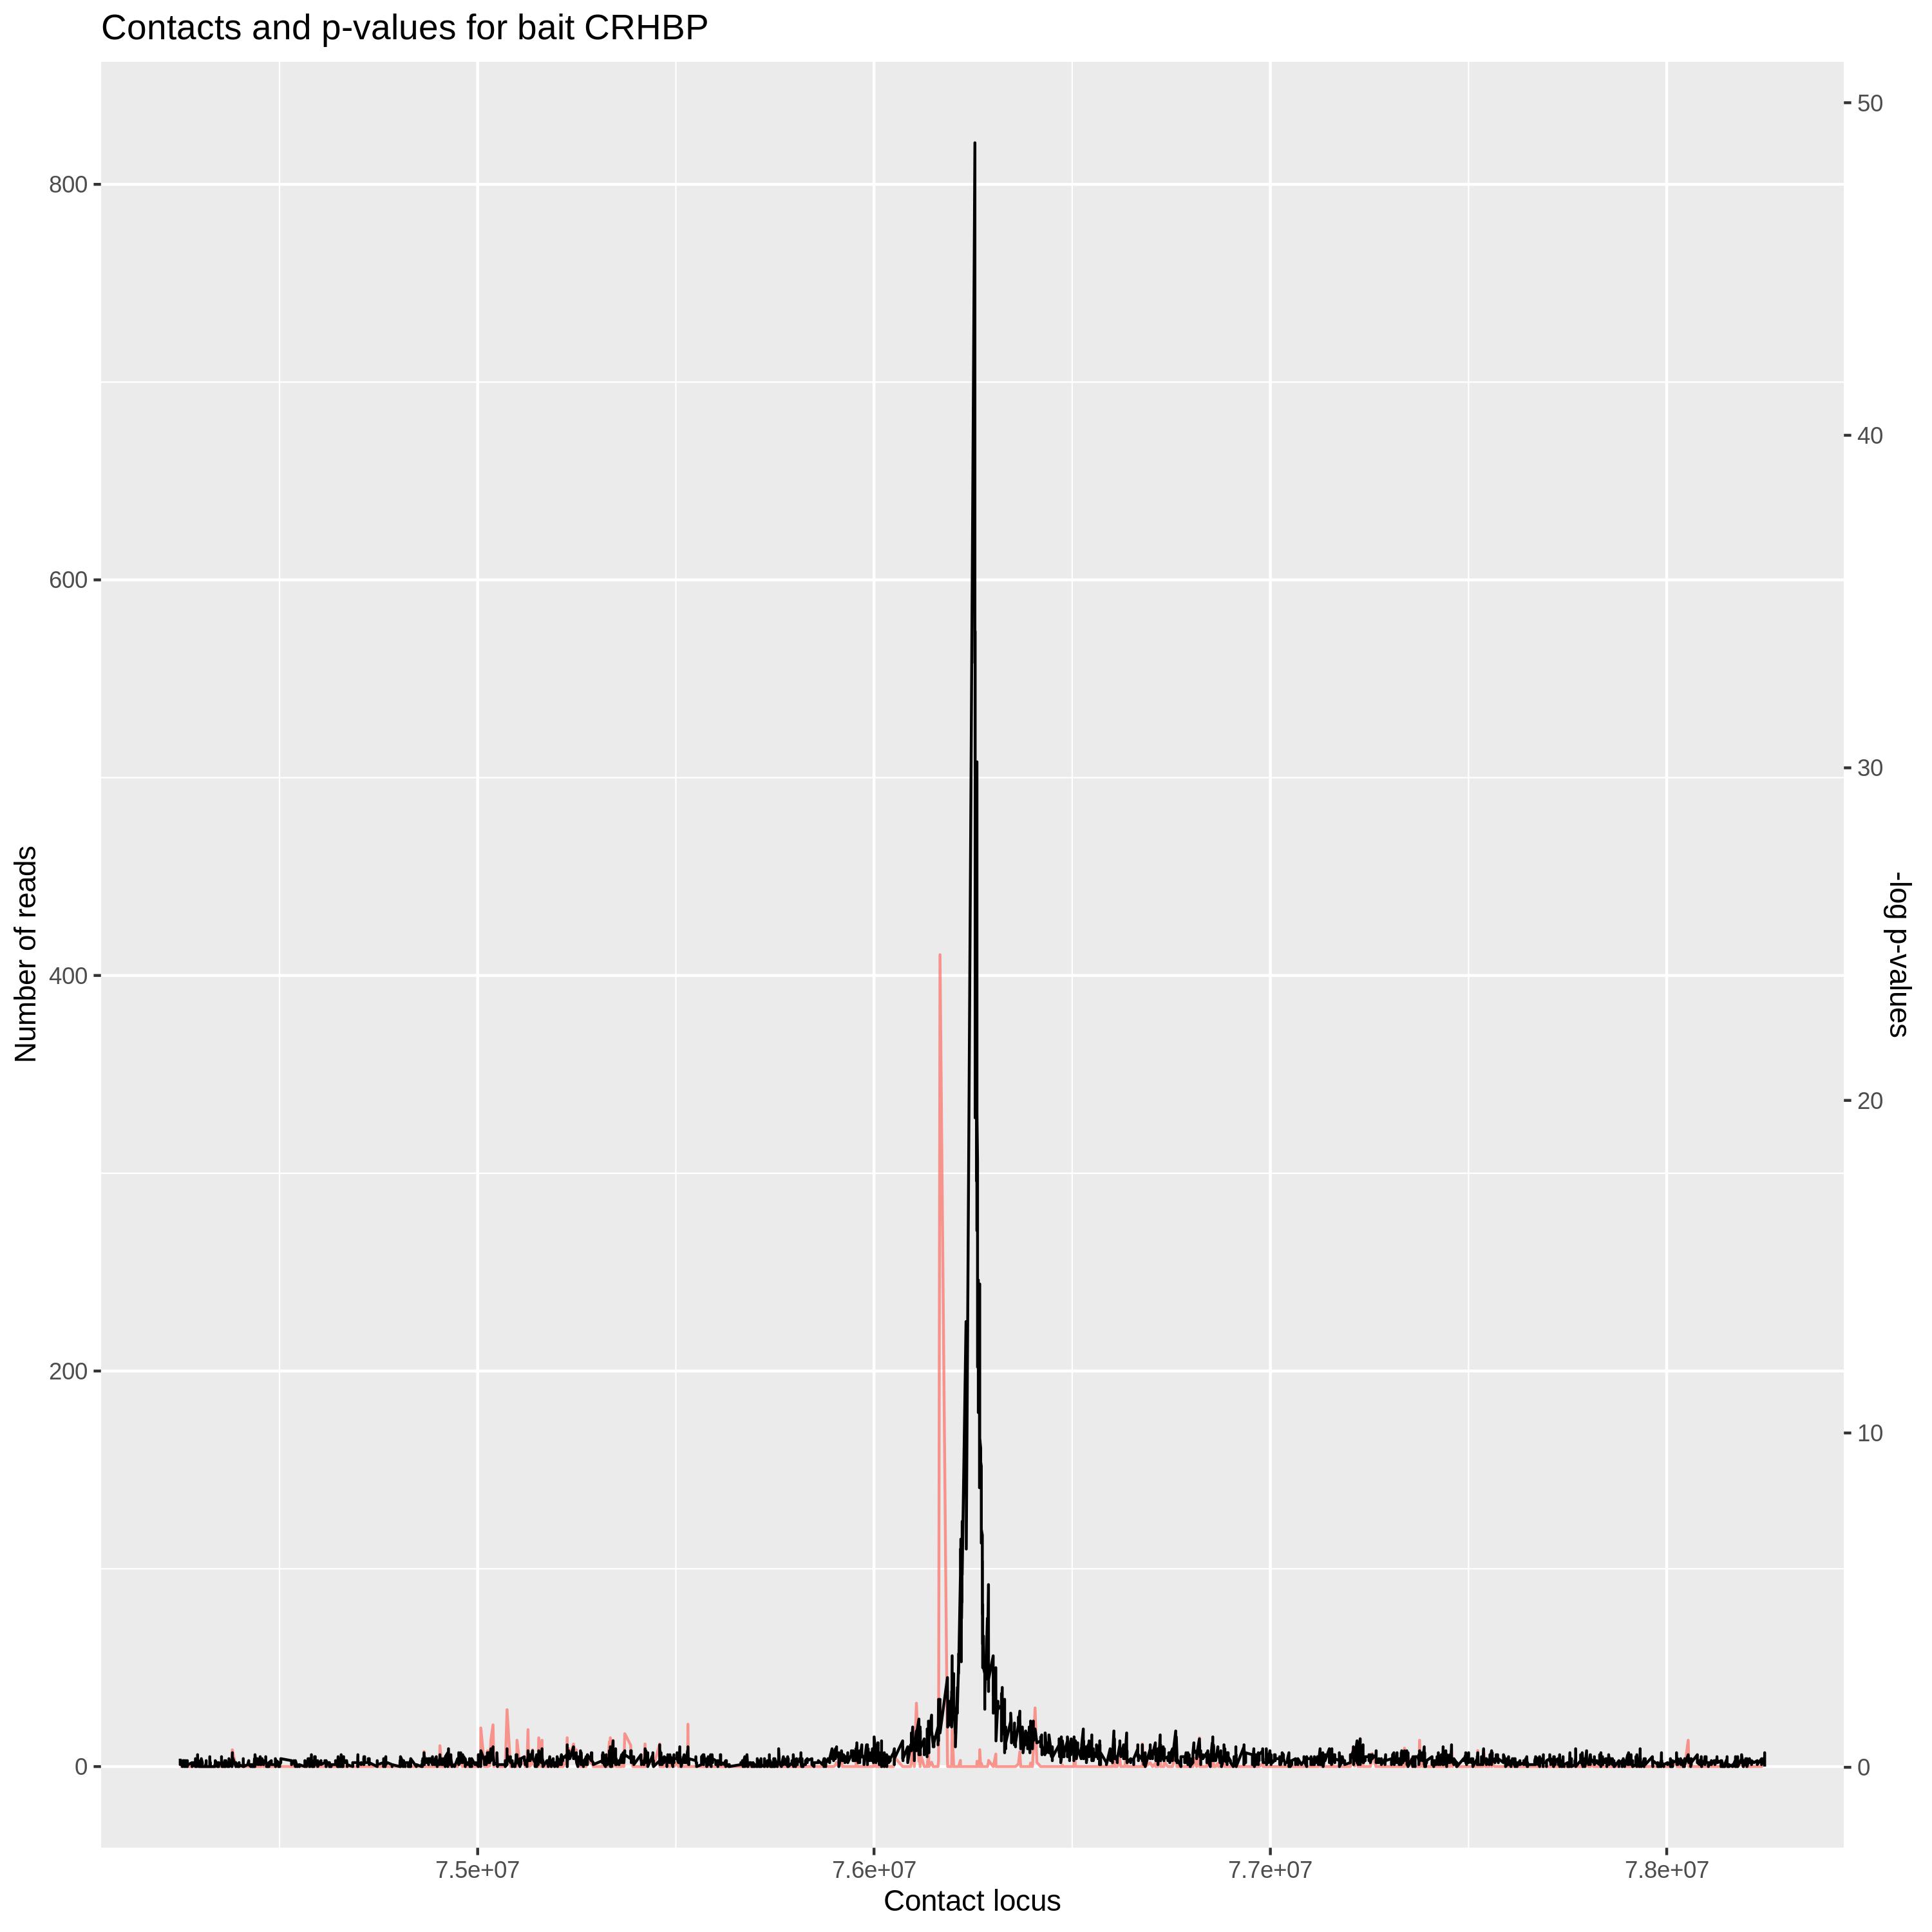 Contacts and p-values for bait CRHBP
Number of reads
800
600
400
200
0
50
40
30
20
10
0
-log p-values
7.5e+07
7.6e+07
7.7e+07
7.8e+07
Contact locus